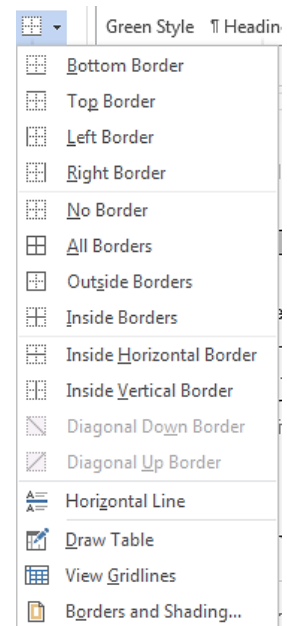 Green Style ¶ Headin
Bottom Border
Top Border
Left Border
Right Border
No Border
All Borders
Outside Borders
Inside Borders
Inside Horizontal Border
Inside Vertical Border
Diagonal Down Border
Diagonal Up Border
Horizontal Line
Draw Table
View Gridlines
Borders and Shading...